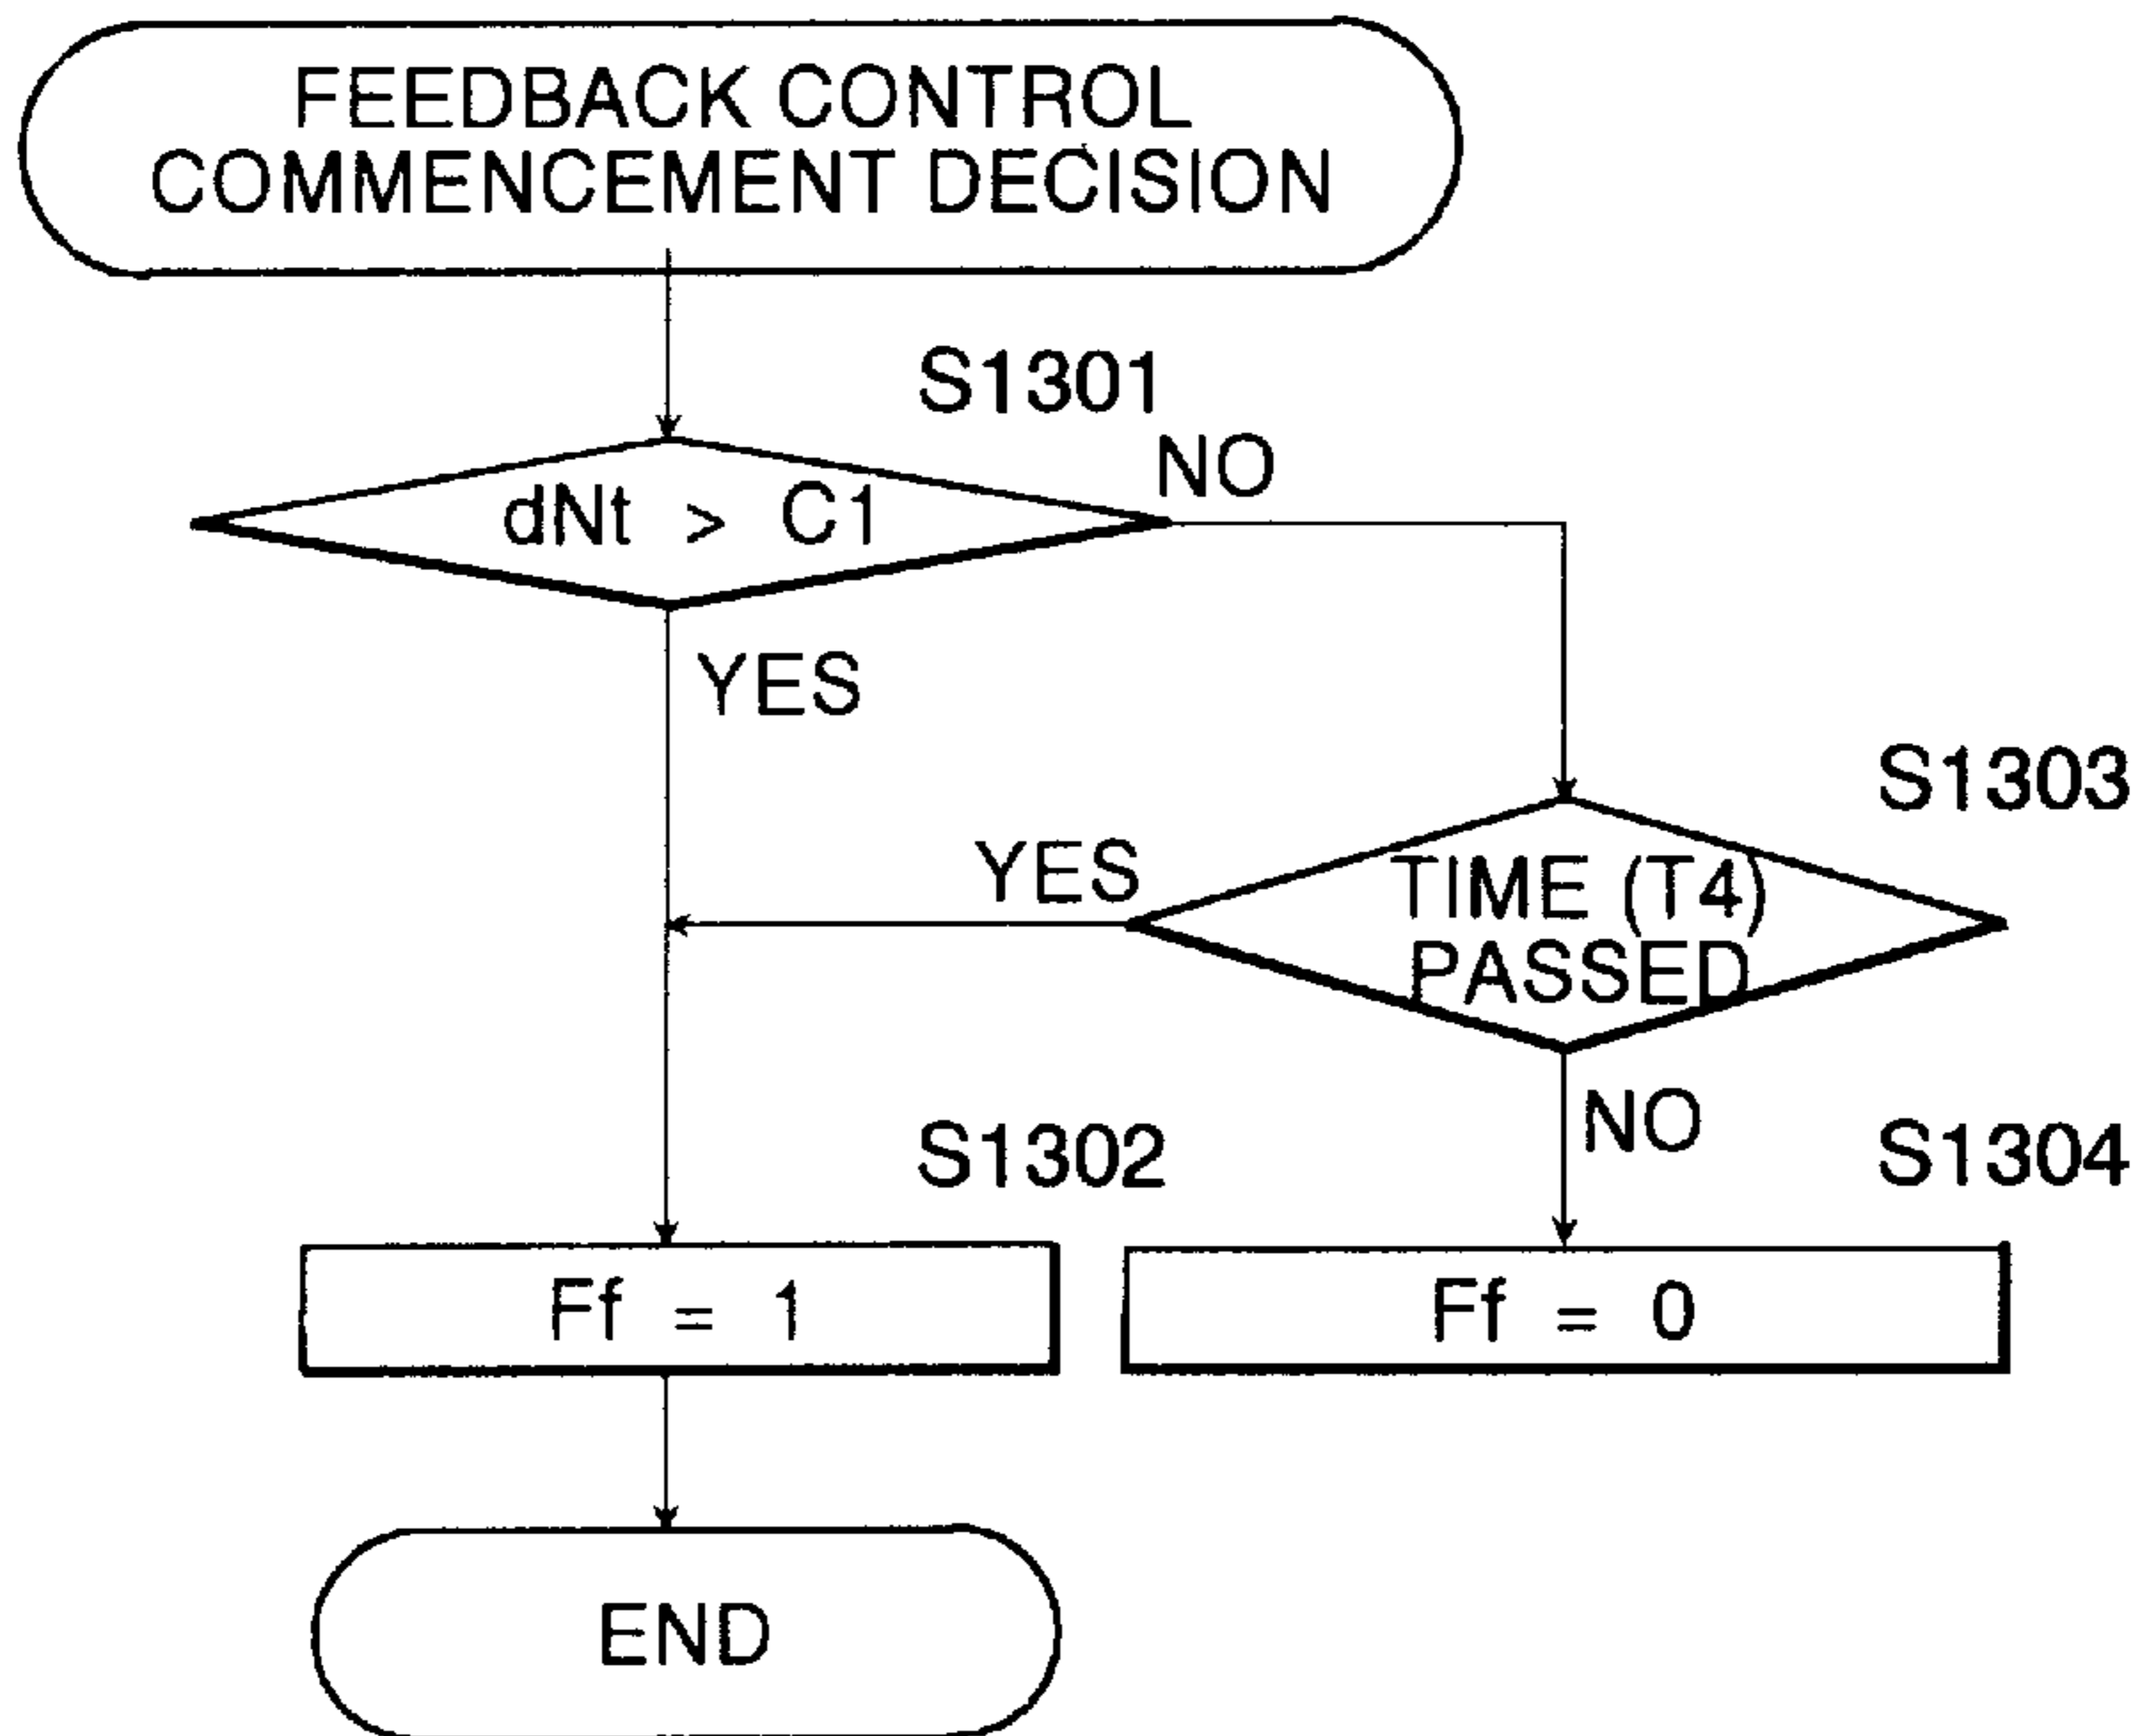 FEEDBACK CONTROL
COMMENCEMENT DECISION
S1301
dNt > C1
NO
YES
S1303
YES
TIME (T4)
PASSED
NO
S1302
S1304
Ff = 1
Ff = 0
END